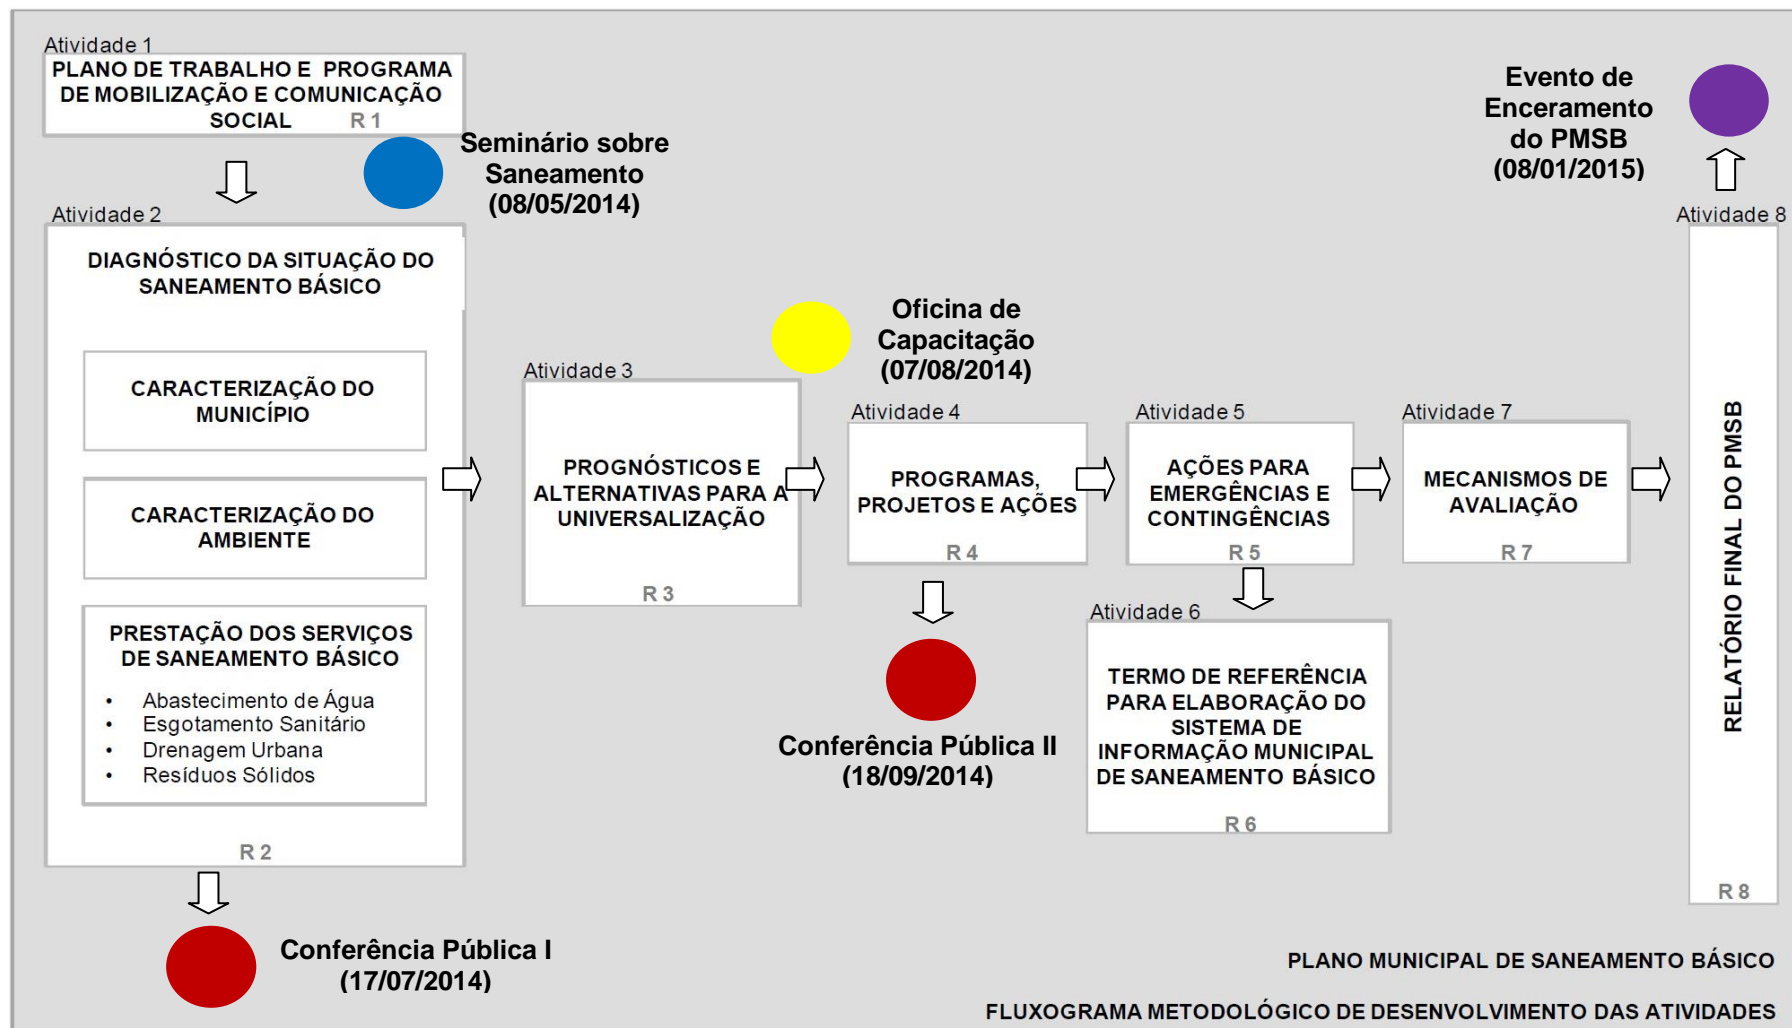 Atividade 1
PLANO DE TRABALHO E PROGRAMA
DE MOBILIZAÇÃO E COMUNICAÇÃO
SOCIAL R 1
Seminário sobre
Saneamento
(08/05/2014)
Atividade 2
DIAGNÓSTICO DA SITUAÇÃO DO
SANEAMENTO BÁSICO
CARACTERIZAÇÃO DO
MUNICÍPIO
CARACTERIZAÇÃO DO
AMBIENTE
PRESTAÇÃO DOS SERVIÇOS
DE SANEAMENTO BÁSICO
• Abastecimento de Água
• Esgotamento Sanitário
• Drenagem Urbana
• Resíduos Sólidos
R 2
Conferência Pública I
(17/07/2014)
Atividade 3
PROGNÓSTICOS E
ALTERNATIVAS PARA A
UNIVERSALIZAÇÃO
R 3
Oficina de
Capacitação
(07/08/2014)
Atividade 4
PROGRAMAS,
PROJETOS E AÇÕES
R 4
Conferência Pública II
(18/09/2014)
Atividade 5
AÇÕES PARA
EMERGÊNCIAS E
CONTINGÊNCIAS
R 5
Atividade 6
TERMO DE REFERÊNCIA
PARA ELABORAÇÃO DO
SISTEMA DE
INFORMAÇÃO MUNICIPAL
DE SANEAMENTO BÁSICO
R 6
Atividade 7
MECANISMOS DE
AVALIAÇÃO
R 7
Evento de
Enceramento
do PMSB
(08/01/2015)
Atividade 8
RELATÓRIO FINAL DO PMSB
R 8
PLANO MUNICIPAL DE SANEAMENTO BÁSICO
FLUXOGRAMA METODOLÓGICO DE DESENVOLVIMENTO DAS ATIVIDADES